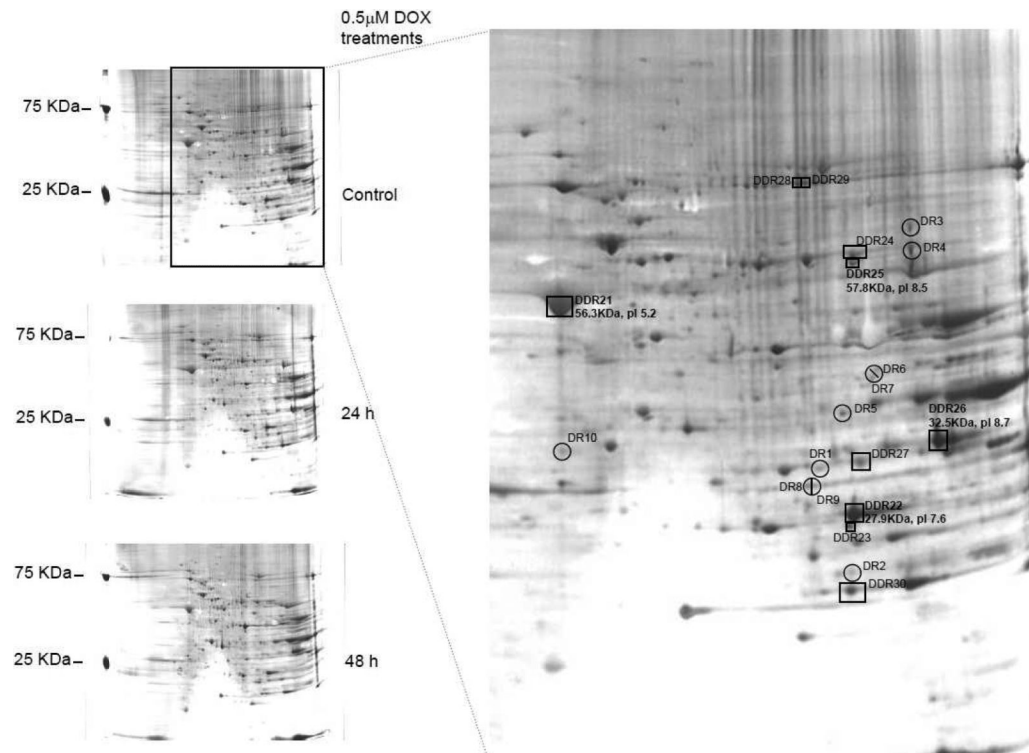 0.5μM DOX
treatments
75 KDa
25 KDa
Control
75 KDa
25 KDa
24 h
75 KDa
25 KDa
48 h
DDR28
DDR29
DR3
DDR24
DR4
DDR25
57.8KDa, pI 8.5
DDR21
56.3KDa, pI 5.2
DR6
DR7
DR5
DDR26
32.5KDa, pI 8.7
DR10
DR1
DDR27
DR8
DR9
DDR22
27.9KDa, pI 7.6
DDR23
DR2
DDR30